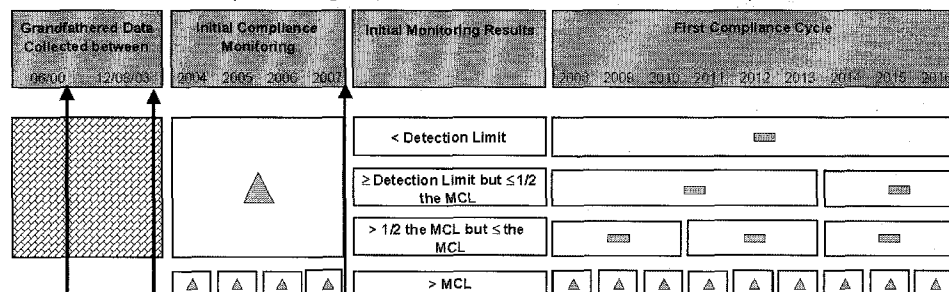 Grandfathered Data
Collected between
06/00 12/08/03
Initial Compliance
Monitoring
2004 2005 2006 2007
Initial Monitoring Results
First Compliance Cycle
2008 2009 2010 2011 2012 2013 2014 2015 2016
< Detection Limit
≥ Detection Limit but ≤1/2
the MCL
> 1/2 the MCL but ≤ the
MCL
> MCL